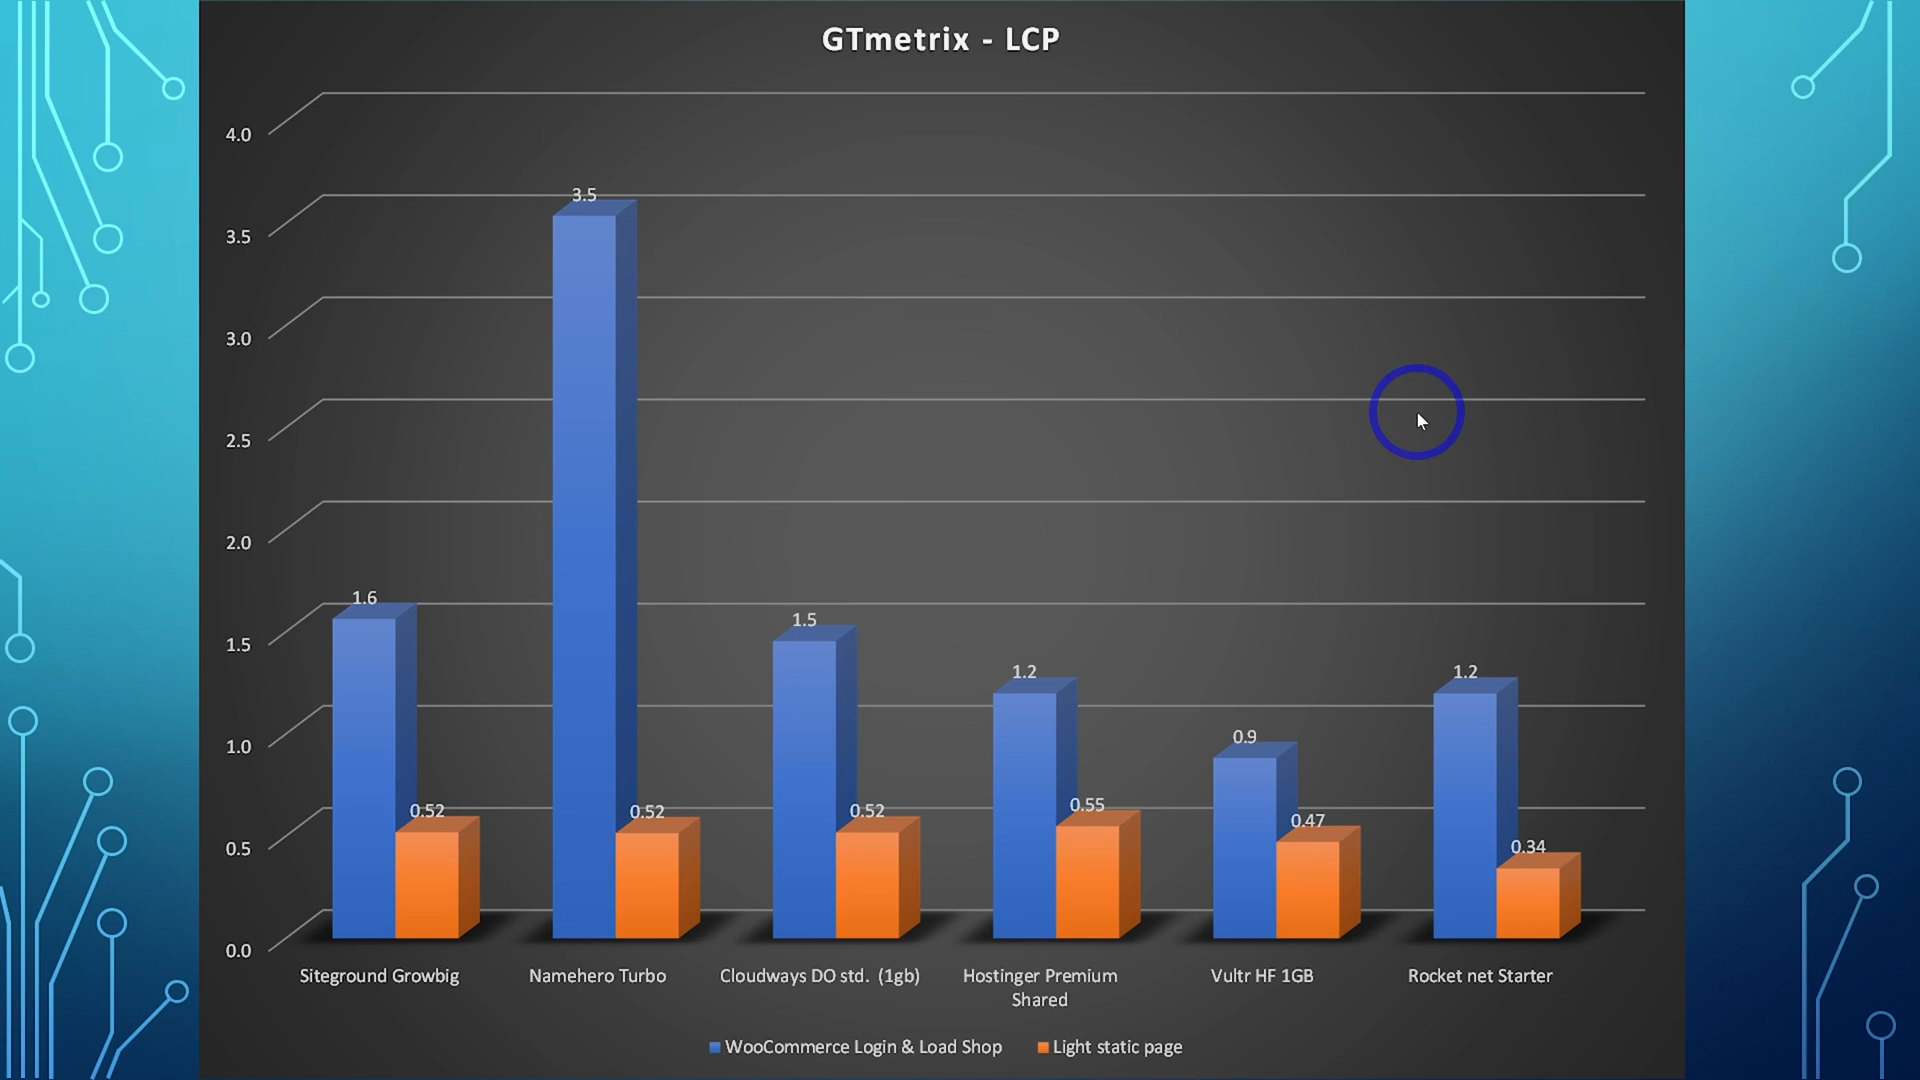 GTmetrix - LCP
4.0
3.5
3.5
3.0
2.5
2.0
1.6
1.5
1.5
1.2
1.2
1.0
0.9
0.52
0.52
0.52
0.55
0.47
0.34
0.5
0.0
Siteground Growbig
Namehero Turbo
Cloudways DO std. (1gb)
Hostinger Premium
Shared
Vultr HF 1GB
Rocket net Starter
WooCommerce Login & Load Shop
Light static page